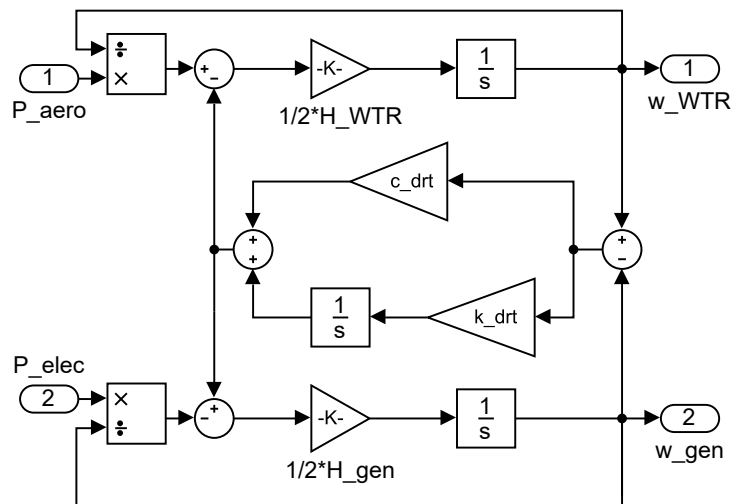 ÷
×
1
P_aero
+
−
-K-
1/2*H_WTR
1
s
1
w_WTR
c_drt
+
+
+
−
1
s
k_drt
P_elec
2
×
÷
−
+
-K-
1/2*H_gen
1
s
2
w_gen